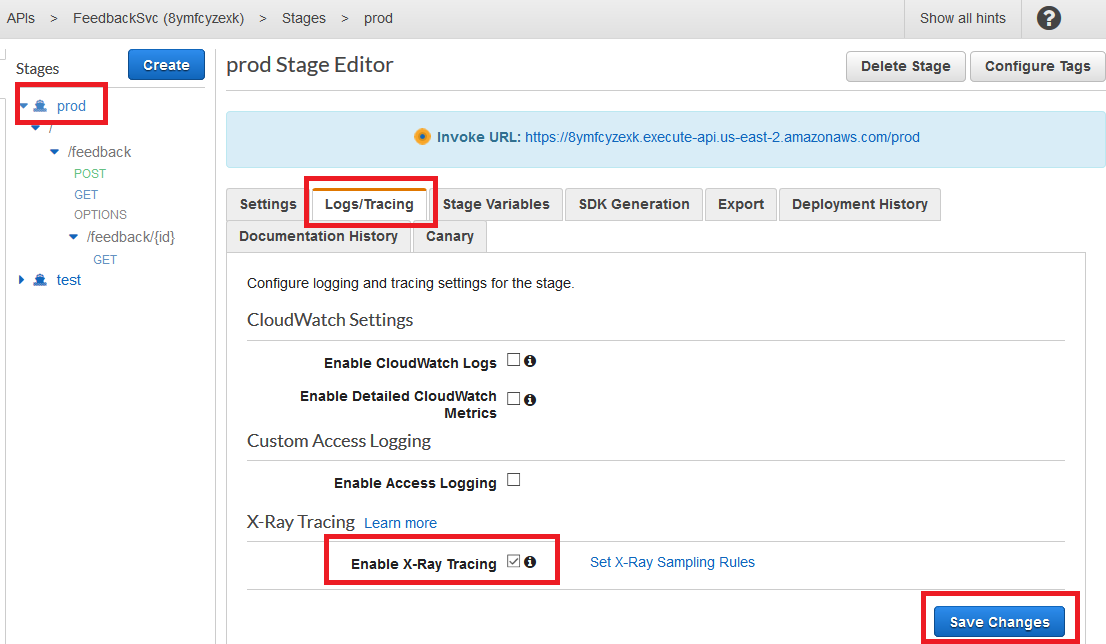 APIs > FeedbackSvc (8ymfcyzexk) > Stages > prod
Show all hints
?
Stages
Create
prod
/
/feedback
POST
GET
OPTIONS
/feedback/{id}
GET
test
prod Stage Editor
Delete Stage
Configure Tags
Invoke URL: https://8ymfcyzexk.execute-api.us-east-2.amazonaws.com/prod
Settings Logs/Tracing Stage Variables SDK Generation Export Deployment History
Documentation History Canary
Configure logging and tracing settings for the stage.
CloudWatch Settings
Enable CloudWatch Logs
Enable Detailed CloudWatch
Metrics
Custom Access Logging
Enable Access Logging
X-Ray Tracing Learn more
Enable X-Ray Tracing Set X-Ray Sampling Rules
Save Changes